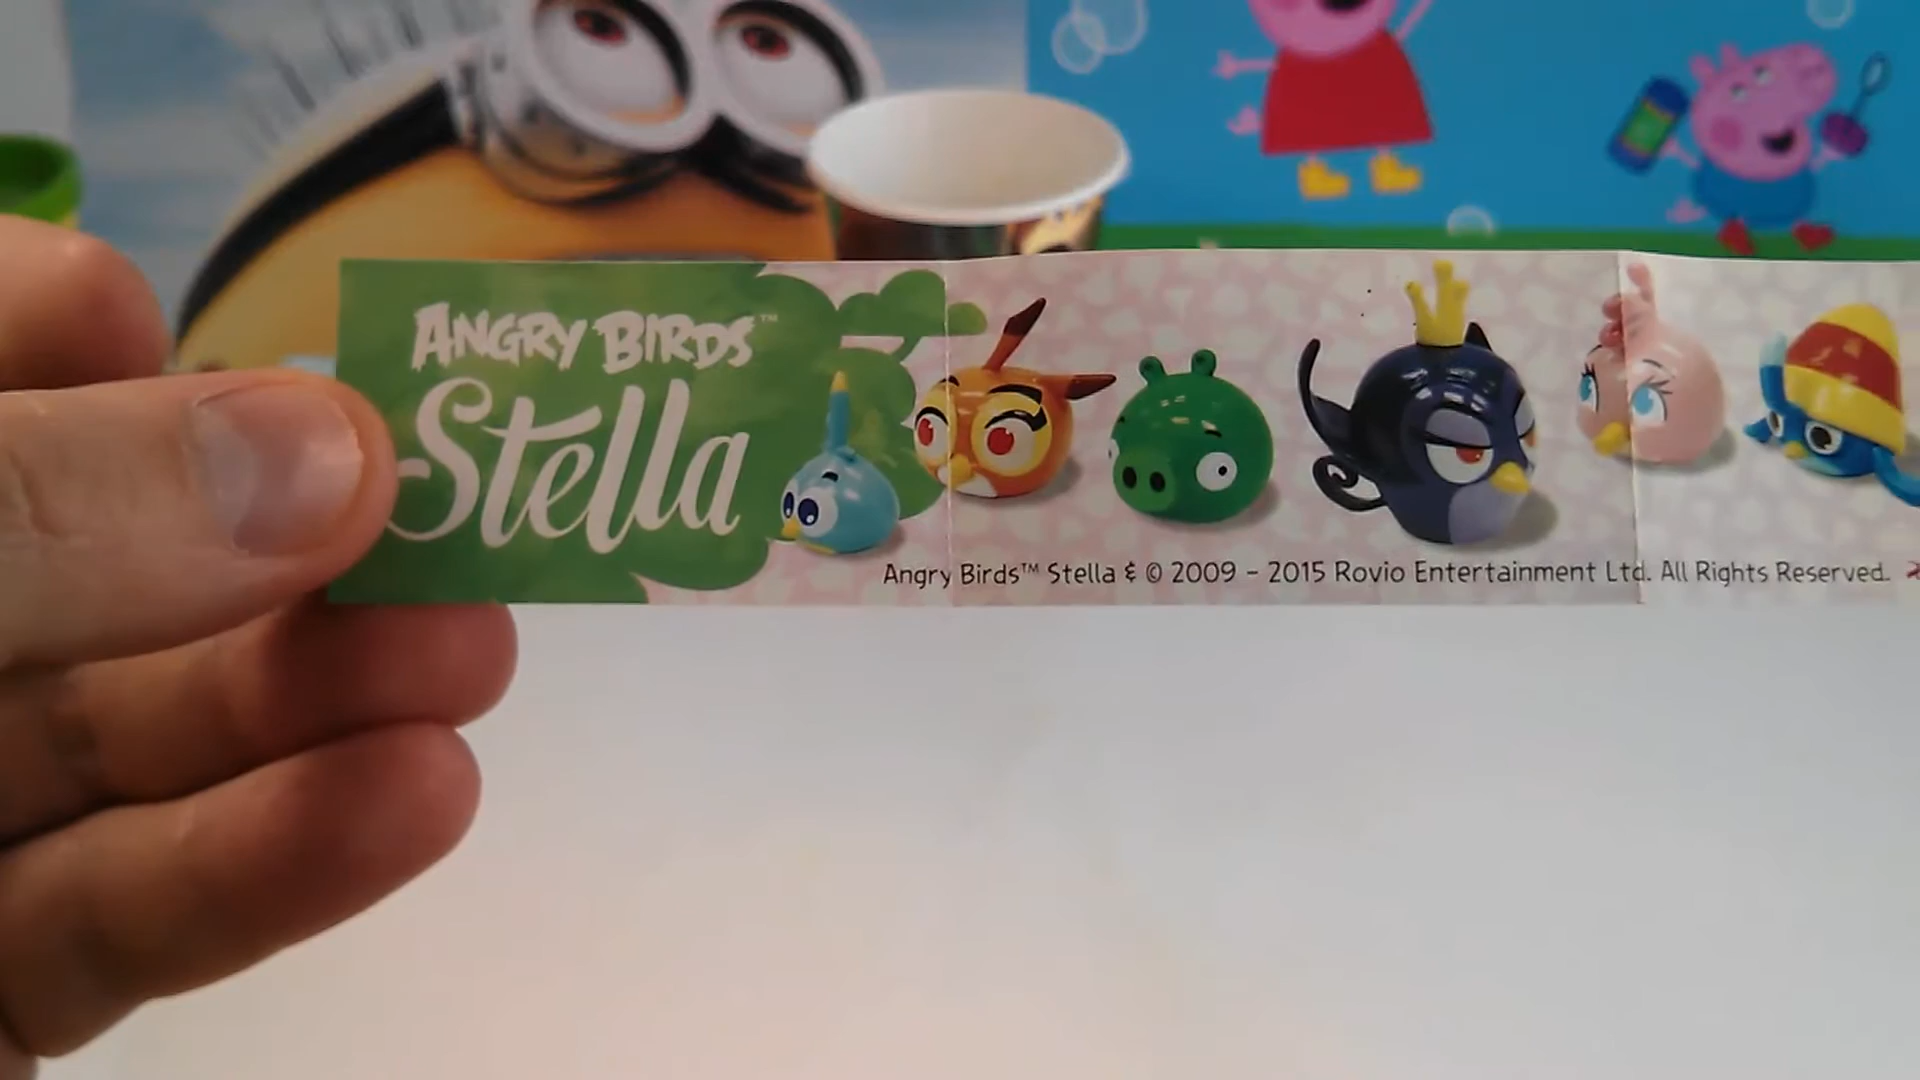 ANGRY BIRDS™
Stella
Angry Birds™ Stella & © 2009 - 2015 Rovio Entertainment Ltd. All Rights Reserved.